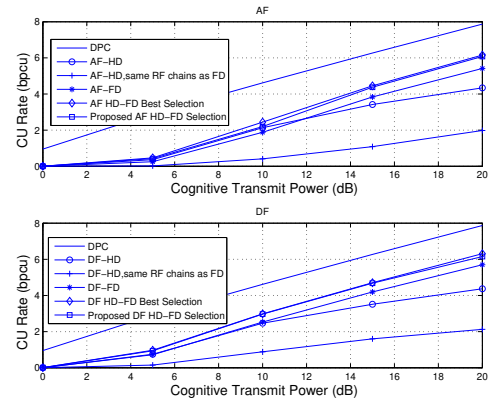 AF
8
6
4
2
0
CU Rate (bpcu)
DPC
AF−HD
AF−HD,same RF chains as FD
AF−FD
AF HD−FD Best Selection
Proposed AF HD−FD Selection
0 2 4 6 8 10 12 14 16 18 20
Cognitive Transmit Power (dB)
DF
8
6
4
2
0
CU Rate (bpcu)
DPC
DF−HD
DF−HD,same RF chains as FD
DF−FD
DF HD−FD Best Selection
Proposed DF HD−FD Selection
0 2 4 6 8 10 12 14 16 18 20
Cognitive Transmit Power (dB)